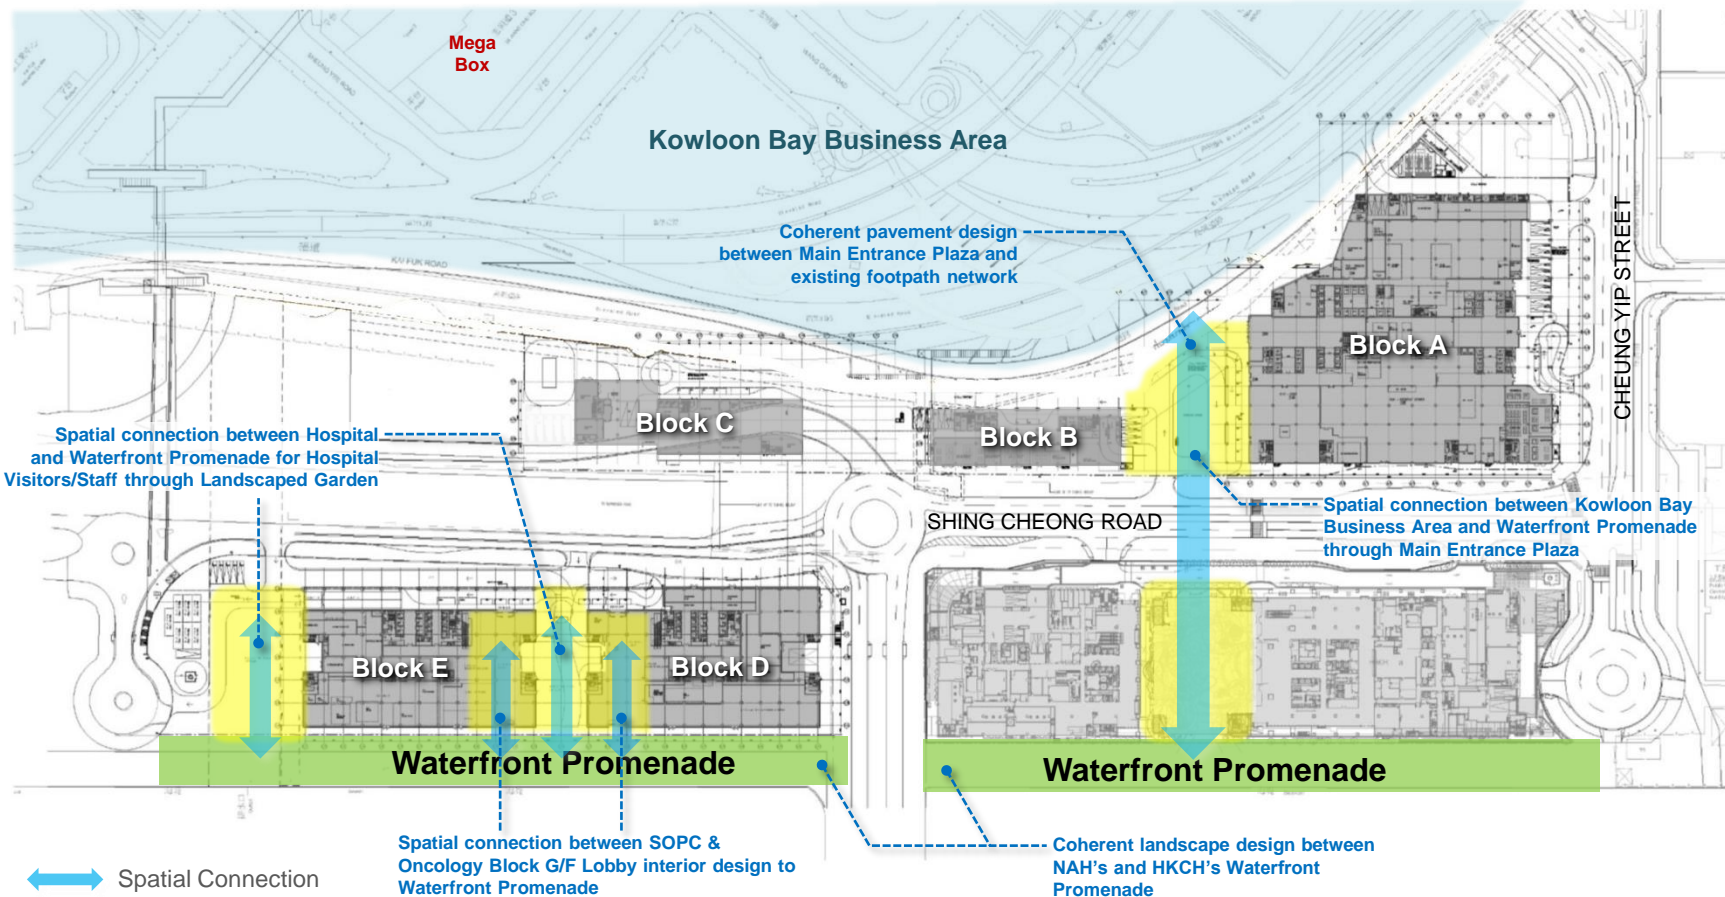 Mega
Box
Kowloon Bay Business Area
Coherent pavement design
between Main Entrance Plaza and
existing footpath network
KAI FUK ROAD
CHEUNG YIP STREET
Block A
Block C
Block B
Spatial connection between Hospital
and Waterfront Promenade for Hospital
Visitors/Staff through Landscaped Garden
SHING CHEONG ROAD
Spatial connection between Kowloon Bay
Business Area and Waterfront Promenade
through Main Entrance Plaza
Block E
Block D
Waterfront Promenade
Waterfront Promenade
Spatial connection between SOPC &
Oncology Block G/F Lobby interior design to
Waterfront Promenade
Coherent landscape design between
NAH's and HKCH's Waterfront
Promenade
Spatial Connection